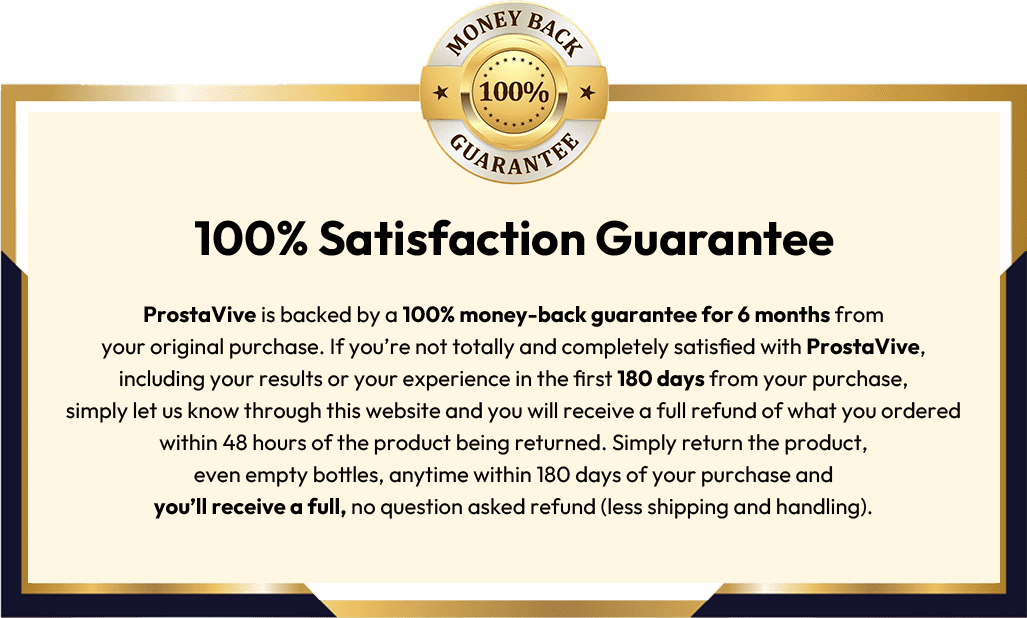 MONEY BACK
100%
GUARANTEE
100% Satisfaction Guarantee
ProstaVive is backed by a 100% money-back guarantee for 6 months from
your original purchase. If you’re not totally and completely satisfied with ProstaVive,
including your results or your experience in the first 180 days from your purchase,
simply let us know through this website and you will receive a full refund of what you ordered
within 48 hours of the product being returned. Simply return the product,
even empty bottles, anytime within 180 days of your purchase and
you’ll receive a full, no question asked refund (less shipping and handling).